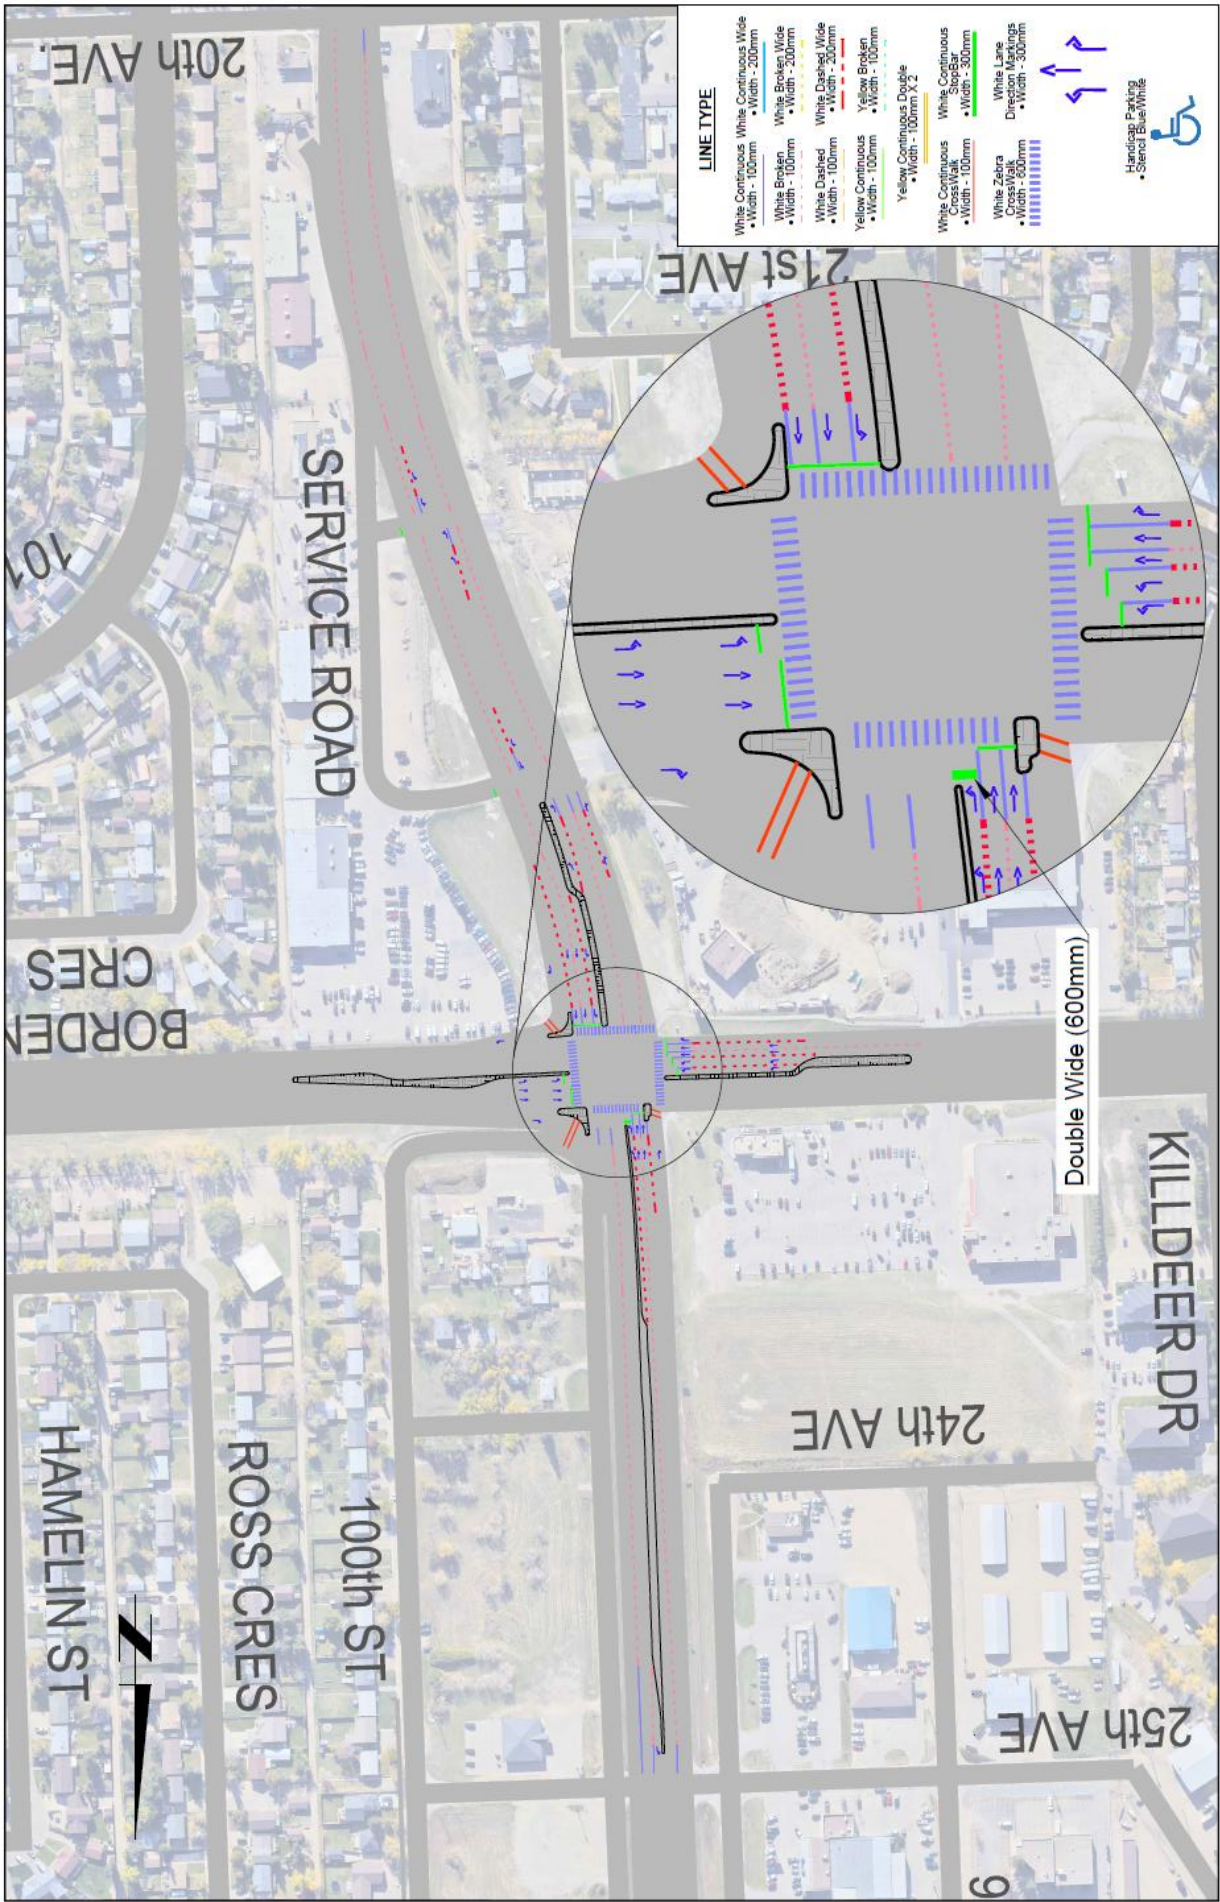 20th AVE.
101
SERVICE ROAD
21st AVE
BORDEN
CRES
HAMELIN ST
ROSS CRES
100th ST
24th AVE
25th AVE
KILLDEER DR
9
Double Wide (600mm)
N
LINE TYPE
White Continuous
• Width - 100mm
White Continuous Wide
• Width - 200mm
White Broken
• Width - 100mm
White Broken Wide
• Width - 200mm
White Dashed
• Width - 100mm
White Dashed Wide
• Width - 200mm
Yellow Continuous
• Width - 100mm
Yellow Broken
• Width - 100mm
Yellow Continuous Double
• Width - 100mm X 2
White Continuous
CrossWalk
• Width - 100mm
White Continuous
StopBar
• Width - 300mm
White Zebra
CrossWalk
• Width - 600mm
White Lane
Direction Markings
• Width - 300mm
Handicap Parking
• Stencil Blue/White